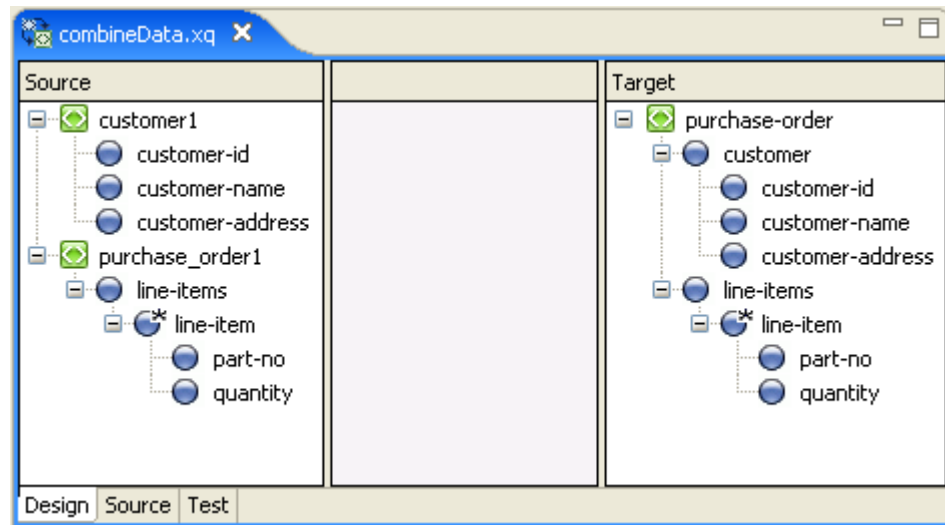 combineData.xq
Source
Target
customer1
customer-id
customer-name
customer-address
purchase_order1
line-items
line-item
part-no
quantity
purchase-order
customer
customer-id
customer-name
customer-address
line-items
line-item
part-no
quantity
Design Source Test